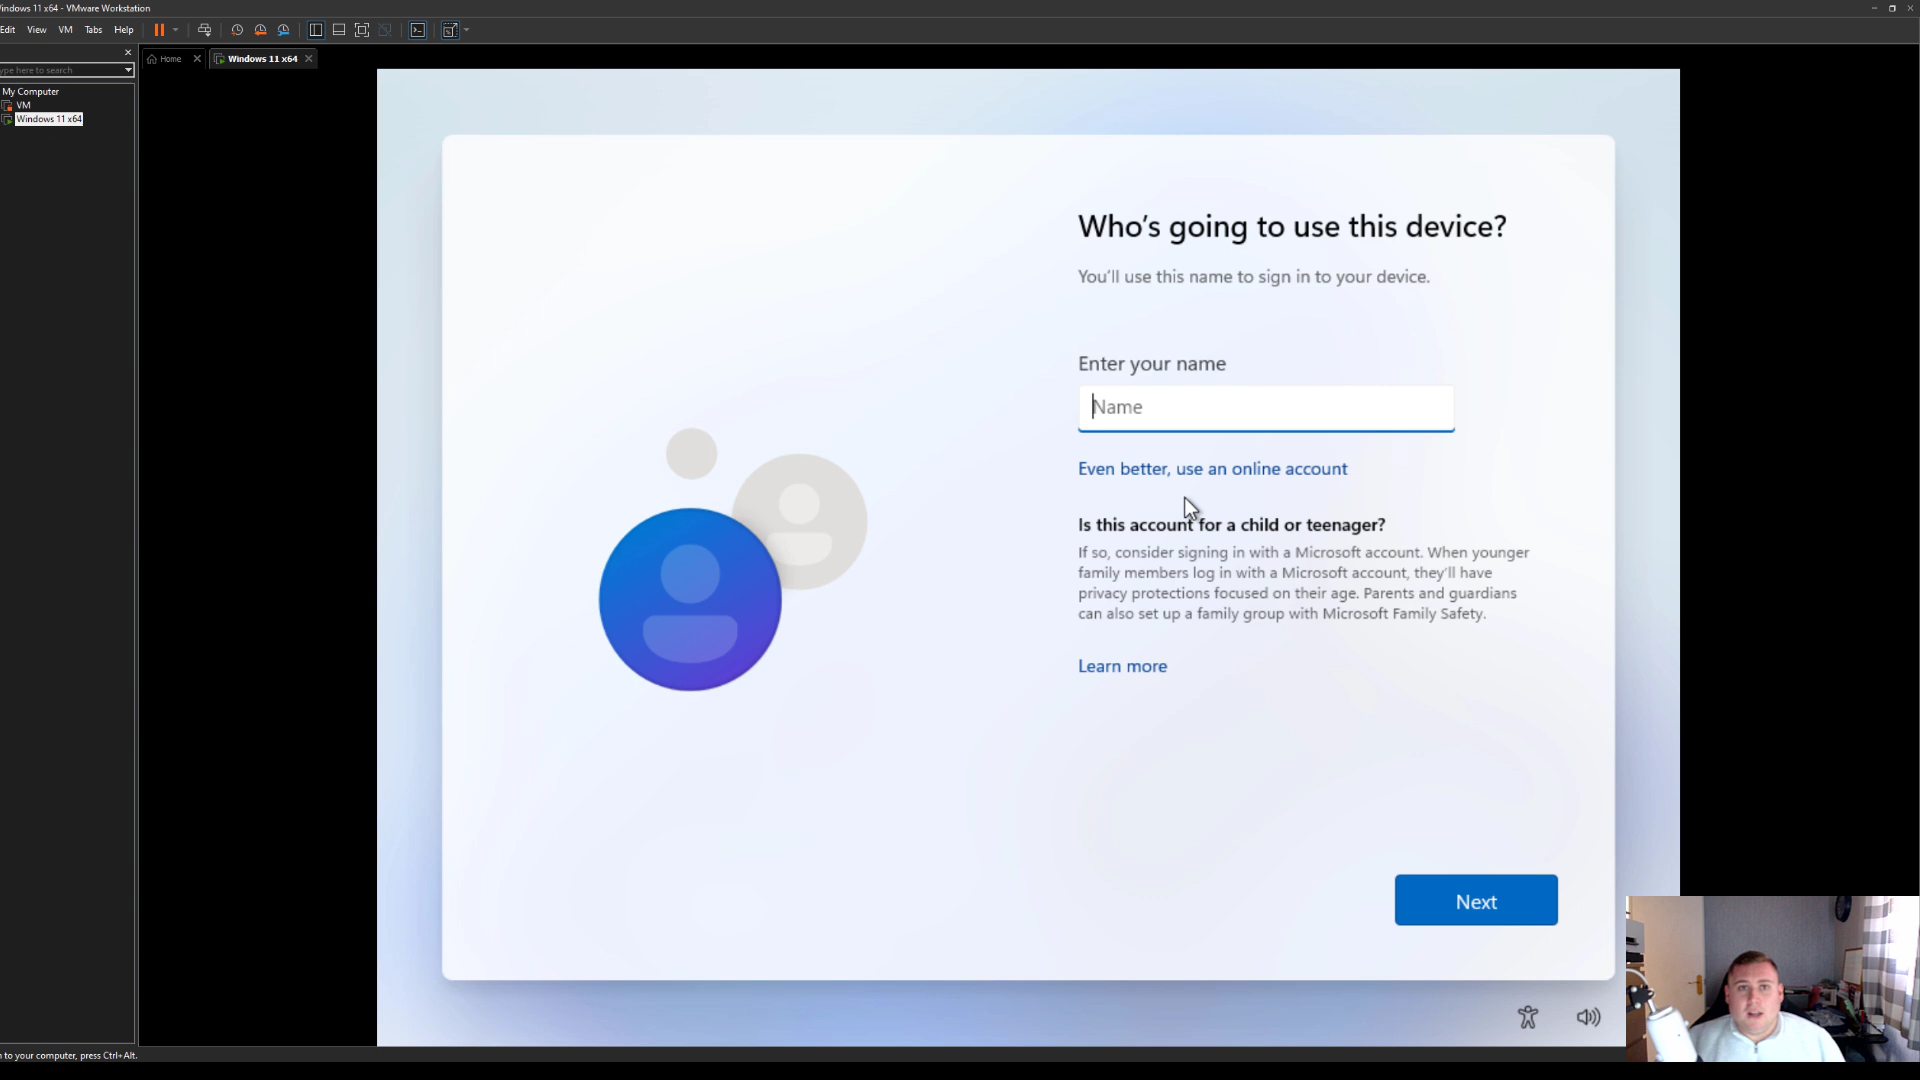 indows 11 x64 - VMware Workstation
Edit View VM Tabs Help
Home
Windows 11 x64
ype here to search
My Computer
VM
Windows 11 x64
Who's going to use this device?
You'll use this name to sign in to your device.
Enter your name
Name
Even better, use an online account
Is this account for a child or teenager?
If so, consider signing in with a Microsoft account. When younger
family members log in with a Microsoft account, they'll have
privacy protections focused on their age. Parents and guardians
can also set up a family group with Microsoft Family Safety.
Learn more
Next
n to your computer, press Ctrl+Alt.